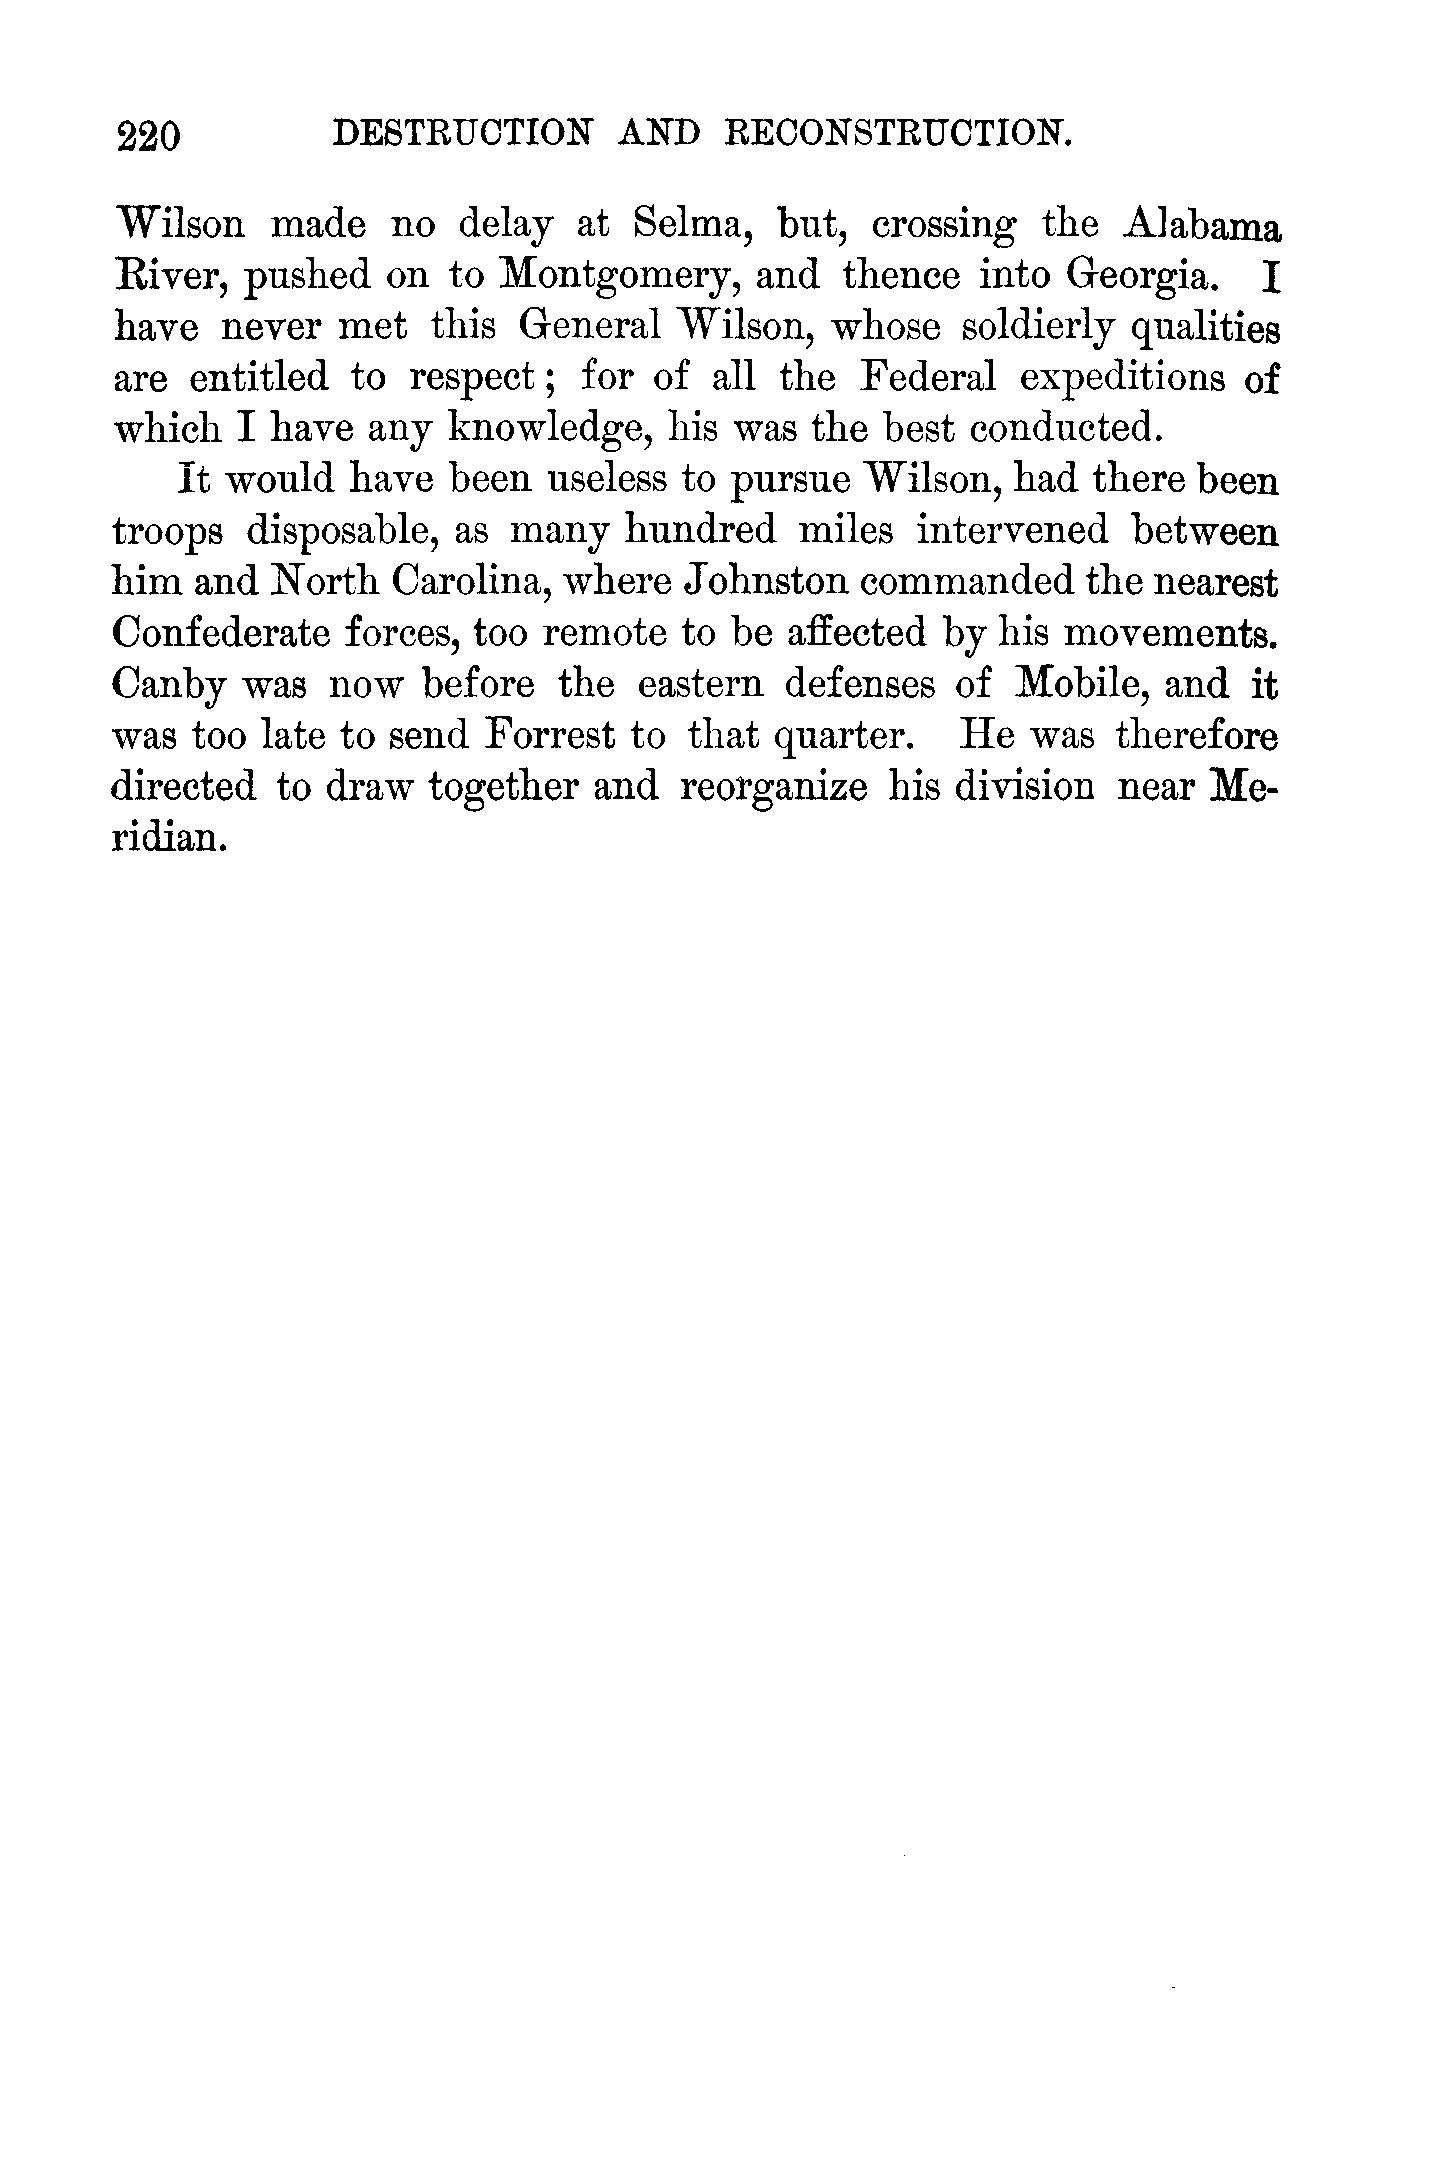 220 DESTRUCTION AND RECONSTRUCTION.
Wilson made no delay at Selma, but, crossing the Alabama
River, pushed on to Montgomery, and thence into Georgia. I
have never met this General Wilson, whose soldierly qualities
are entitled to respect; for of all the Federal expeditions of
which I have any knowledge, his was the best conducted.
It would have been useless to pursue Wilson, had there been
troops disposable, as many hundred miles intervened between
him and North Carolina, where Johnston commanded the nearest
Confederate forces, too remote to be affected by his movements.
Canby was now before the eastern defenses of Mobile, and it
was too late to send Forrest to that quarter. He was therefore
directed to draw together and reorganize his division near Me-
ridian.